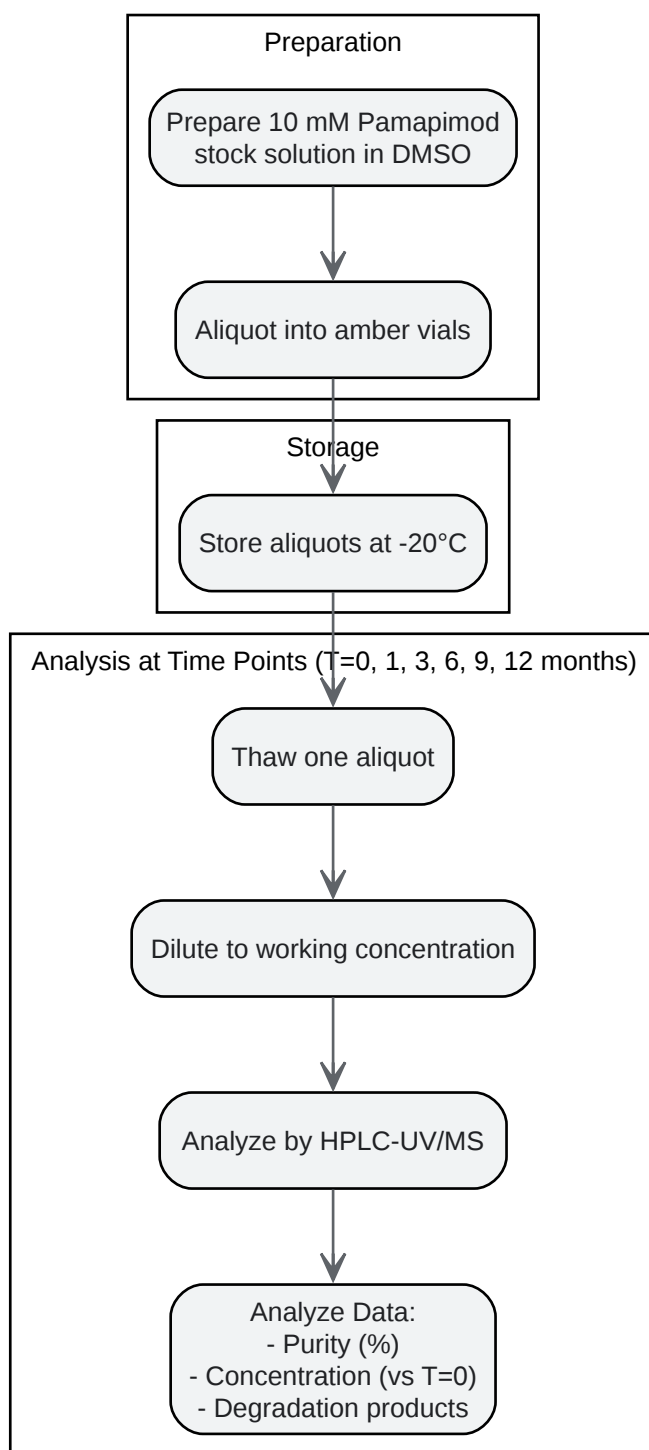 Preparation
Prepare 10 mM Pamapimod
stock solution in DMSO
Aliquot into amber vials
Storage
Store aliquots at -20°C
Analysis at Time Points (T=0, 1, 3, 6, 9, 12 months)
Thaw one aliquot
Dilute to working concentration
Analyze by HPLC-UV/MS
Analyze Data:
- Purity (%)
- Concentration (vs T=0)
- Degradation products